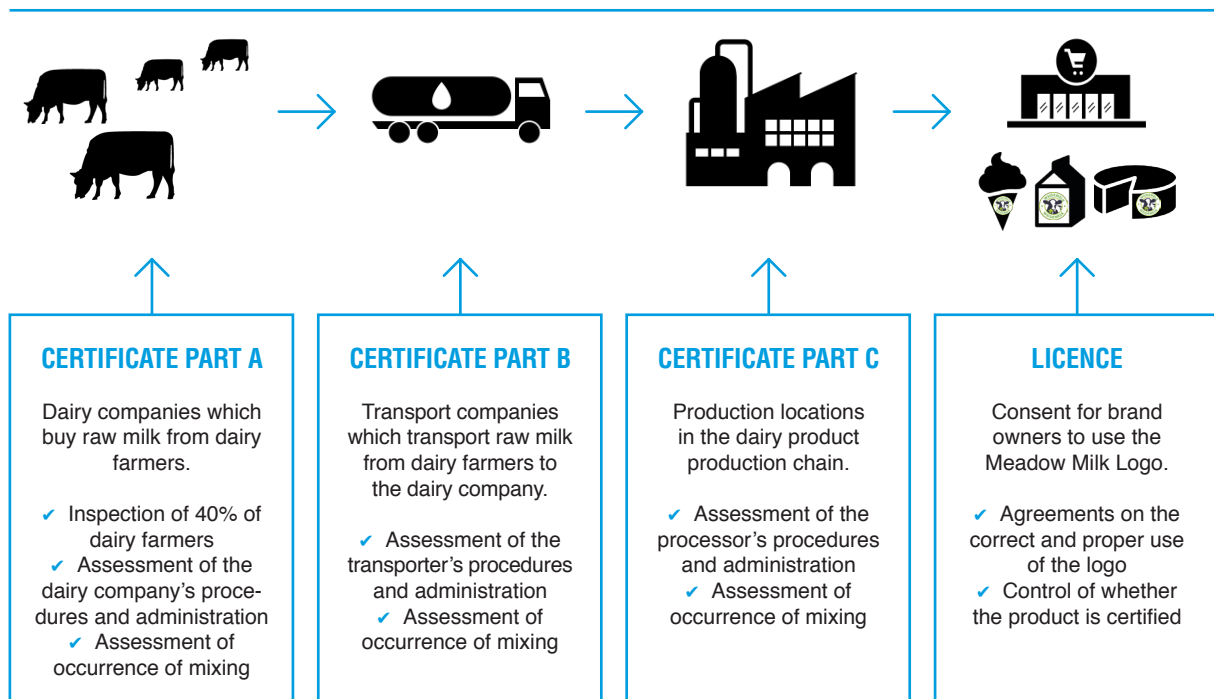 CERTIFICATE PART A
Dairy companies which
buy raw milk from dairy
farmers.
✔ Inspection of 40% of
dairy farmers
✔ Assessment of the
dairy company's proce-
dures and administration
✔ Assessment of
occurrence of mixing
CERTIFICATE PART B
Transport companies
which transport raw milk
from dairy farmers to
the dairy company.
✔ Assessment of the
transporter's procedures
and administration
✔ Assessment of
occurrence of mixing
CERTIFICATE PART C
Production locations
in the dairy product
production chain.
✔ Assessment of the
processor's procedures
and administration
✔ Assessment of
occurrence of mixing
LICENCE
Consent for brand
owners to use the
Meadow Milk Logo.
✔ Agreements on the
correct and proper use
of the logo
✔ Control of whether
the product is certified